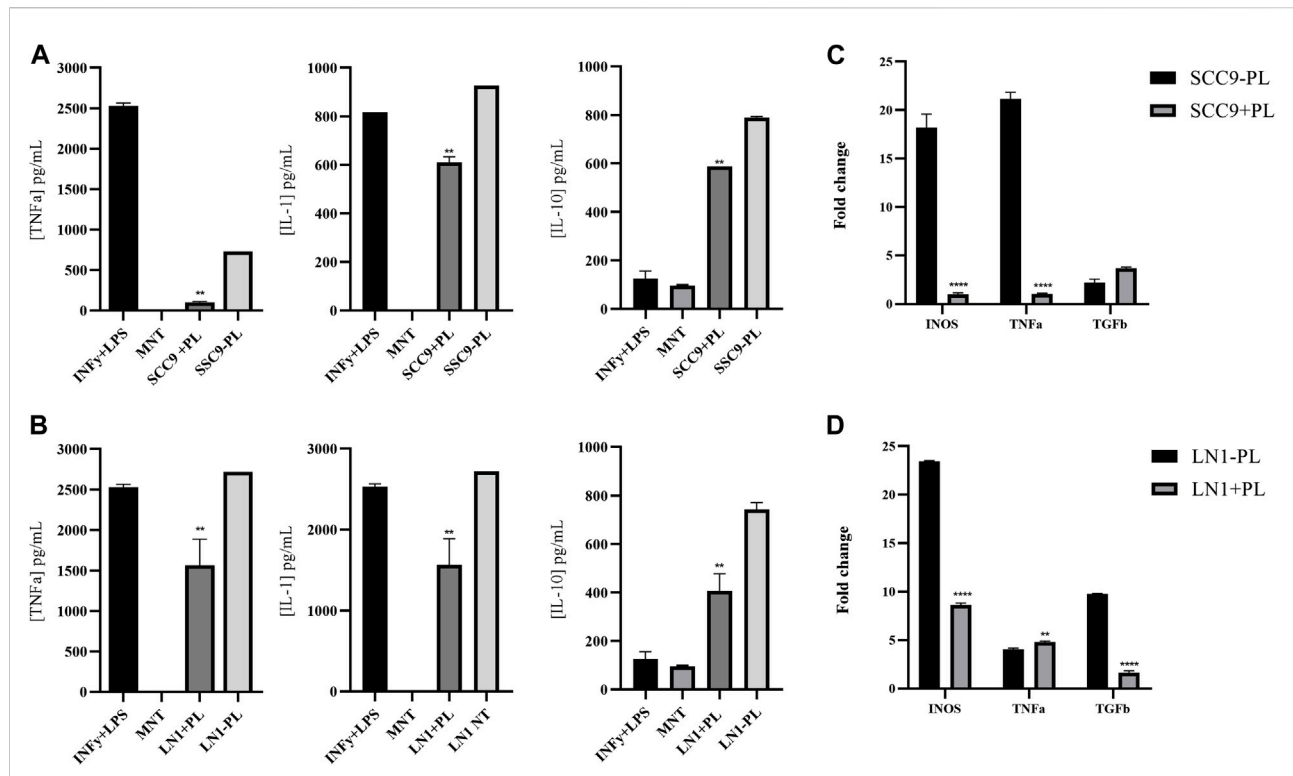 A
[TNFa] pg/mL
3000
2500
2000
1500
1000
500
0
**
INFy+LPS
MNT
SCC9 +PL
SSC9-PL
[IL-1] pg/mL
1000
800
600
400
200
0
**
INFy+LPS
MNT
SCC9+PL
SSC9-PL
[IL-10] pg/mL
1000
800
600
400
200
0
**
INFy+LPS
MNT
SCC9+PL
SSC9-PL
C
Fold change
25
20
15
10
5
0
****
****
INOS
TNFa
TGFb
SCC9-PL
SCC9+PL
B
[TNFa] pg/mL
3000
2500
2000
1500
1000
500
0
**
INFy+LPS
MNT
LN1+PL
LN1-PL
[IL-1] pg/mL
3000
2000
1000
0
**
INFy+LPS
MNT
LN1+PL
LN1 NT
[IL-10] pg/mL
1000
800
600
400
200
0
**
INFy+LPS
MNT
LN1+PL
LN1-PL
D
Fold change
25
20
15
10
5
0
****
**
****
INOS
TNFa
TGFb
LN1-PL
LN1+PL